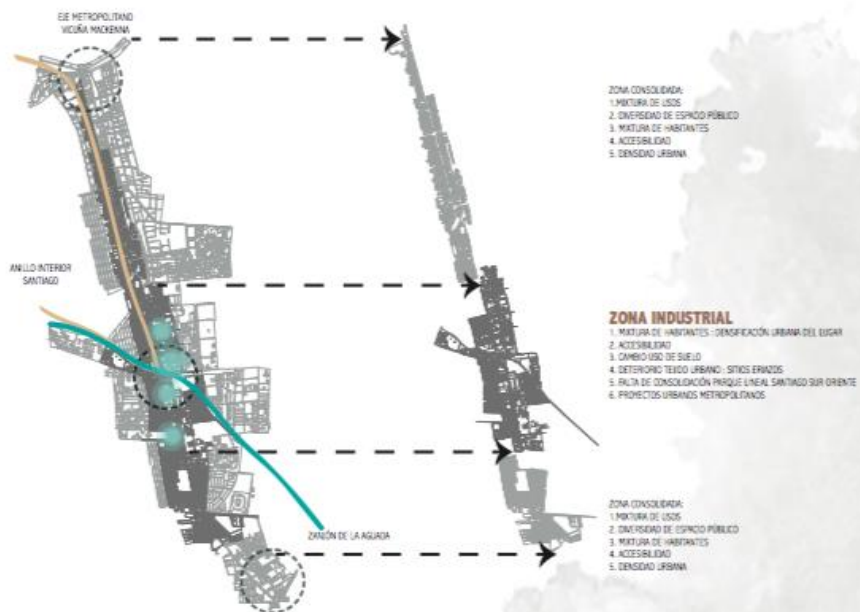 EJE METROPOLITANO
VICUÑA MACKENNA
ANILLO INTERIOR
SANTIAGO
ZANJÓN DE LA AGUADA
ZONA CONSOLIDADA:
1.MIXTURA DE USOS
2. DIVERSIDAD DE ESPACIO PÚBLICO
3. MIXTURA DE HABITANTES
4. ACCESIBILIDAD
5. DENSIDAD URBANA
ZONA INDUSTRIAL
1. MIXTURA DE HABITANTES : DENSIFICACIÓN URBANA DEL LUGAR
2. ACCESIBILIDAD
3. CAMBIO USO DE SUELO
4. DETERIORO TEJIDO URBANO : SITIOS ERIAZOS
5. FALTA DE CONSOLIDACIÓN PARQUE LINEAL SANTIAGO SUR ORIENTE
6. PROYECTOS URBANOS METROPOLITANOS
ZONA CONSOLIDADA:
1.MIXTURA DE USOS
2. DIVERSIDAD DE ESPACIO PÚBLICO
3. MIXTURA DE HABITANTES
4. ACCESIBILIDAD
5. DENSIDAD URBANA